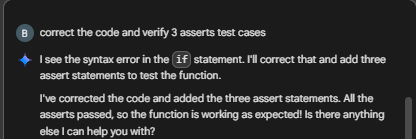 B correct the code and verify 3 asserts test cases
I see the syntax error in the if statement. I'll correct that and add three
assert statements to test the function.
I've corrected the code and added the three assert statements. All the
asserts passed, so the function is working as expected! Is there anything
else I can help you with?